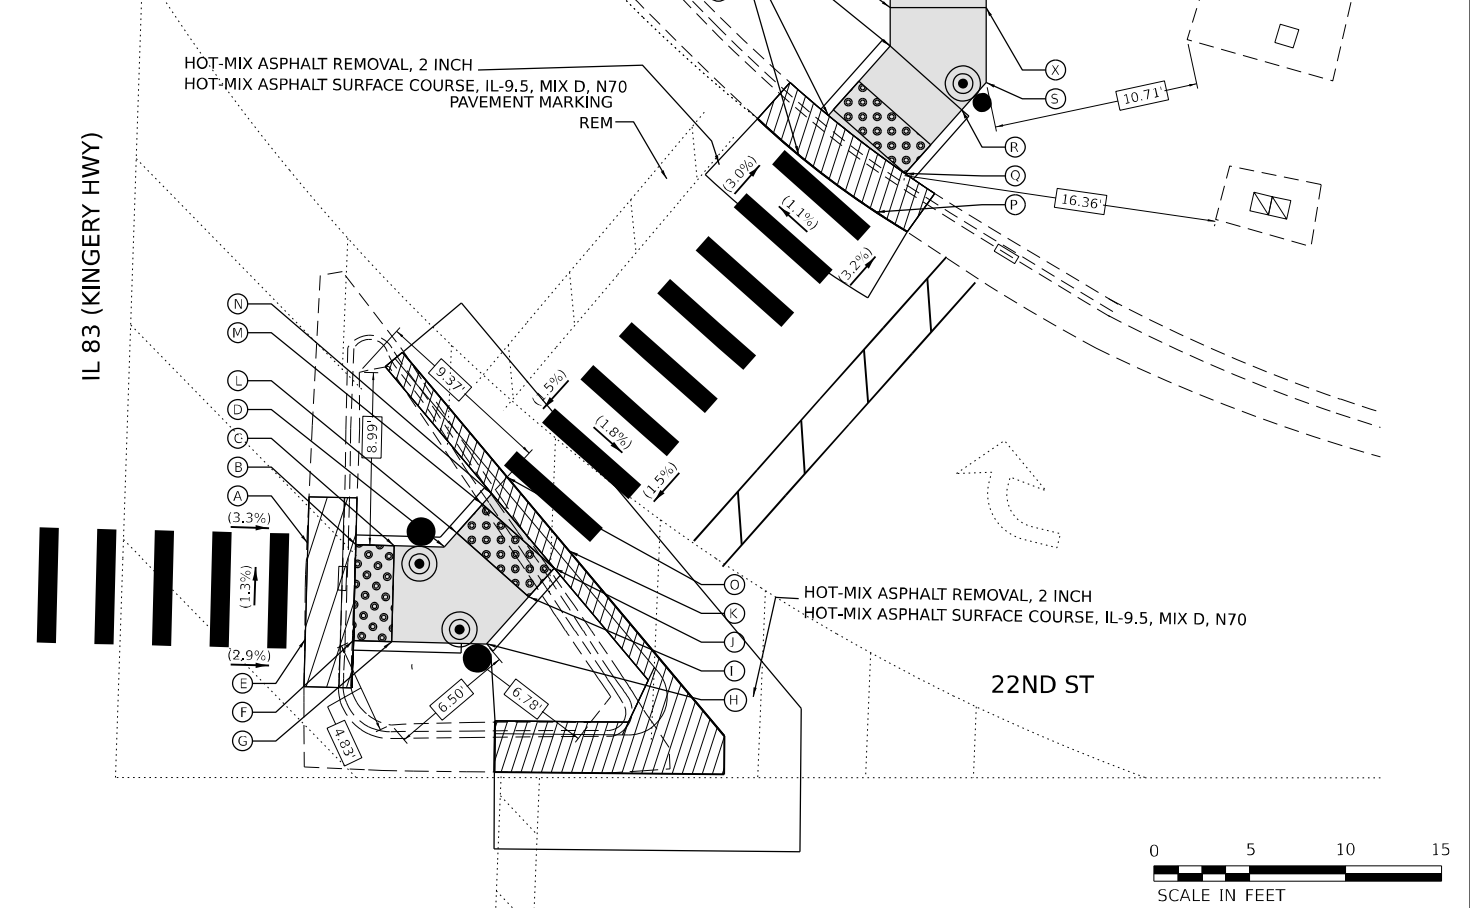 HOT-MIX ASPHALT REMOVAL, 2 INCH
HOT-MIX ASPHALT SURFACE COURSE, IL-9.5, MIX D, N70
PAVEMENT MARKING
REM
X
S
10.71'
R
Q
16.36'
P
(3.0%)
(1.1%)
(3.2%)
IL 83 (KINGERY HWY)
N
M
L
D
C
B
A
9.37'
8.99'
(1.8%)
(1.5%)
(3.3%)
(1.3%)
(2.9%)
E
F
G
O
K
J
I
H
HOT-MIX ASPHALT REMOVAL, 2 INCH
HOT-MIX ASPHALT SURFACE COURSE, IL-9.5, MIX D, N70
22ND ST
6.50'
6.78'
4.83'
0 5 10 15
SCALE IN FEET